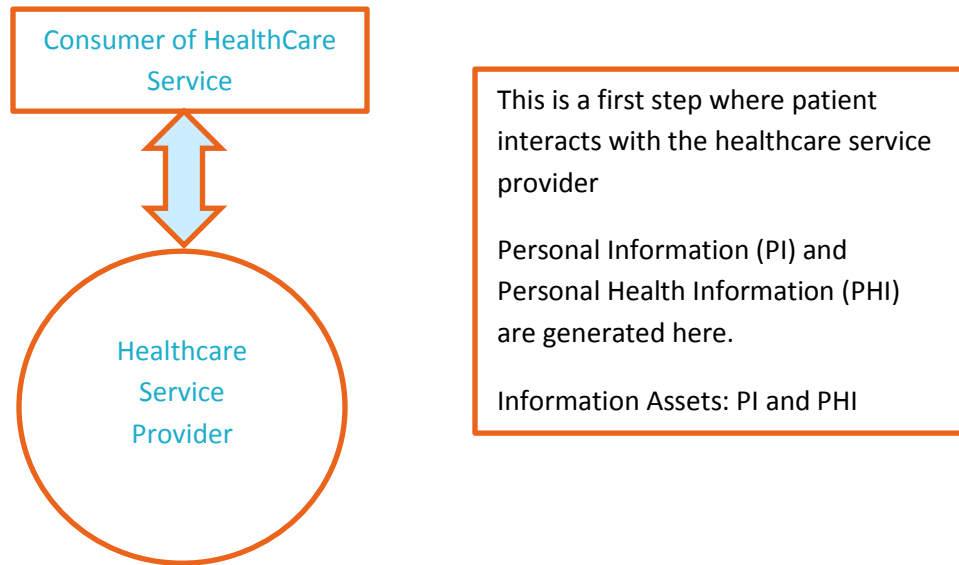 Consumer of HealthCare
Service
Healthcare
Service
Provider
This is a first step where patient
interacts with the healthcare service
provider
Personal Information (PI) and
Personal Health Information (PHI)
are generated here.
Information Assets: PI and PHI